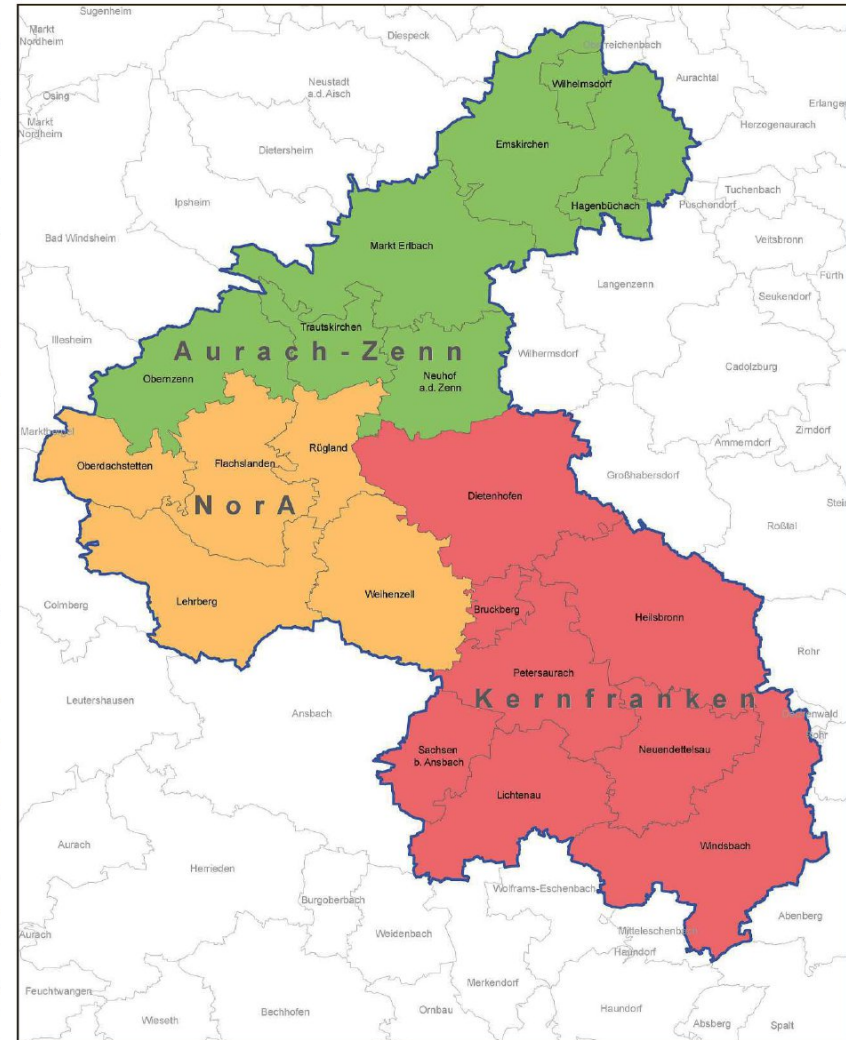 Sugenheim
Markt
Nordheim
Diespeck
Oberreichenbach
Aurachtal
Neustadt
a.d. Aisch
Wilhelmsdorf
Osing
Erlangen
Markt
Nordheim
Herzogenaurach
Emskirchen
Dietersheim
Tuchenbach
Ipsheim
Hagenbüchach
Puschendorf
Veitsbronn
Bad Windsheim
Markt Erlbach
Langenzenn
Fürth
Seukendorf
Trautskirchen
Illesheim
Aurach-Zenn
Wilhermsdorf
Cadolzburg
Obernzenn
Neuhof
a.d. Zenn
Zirndorf
Ammerndorf
Rügland
Oberdachstetten
Flachslanden
Großhabersdorf
Dietenhofen
NorA
Roßtal
Lehrberg
Weihenzell
Colmberg
Bruckberg
Heilsbronn
Rohr
Petersaurach
Leutershausen
Ansbach
Kernfranken
Sachsen
b. Ansbach
Neuendettelsau
Lichtenau
Aurach
Windsbach
Herrieden
Wolframs-Eschenbach
Burgoberbach
Abenberg
Weidenbach
Mitteleschenbach
Aurach
Haundorf
Merkendorf
Feuchtwangen
Ornbau
Haundorf
Bechhofen
Wieseth
Absberg
Spalt